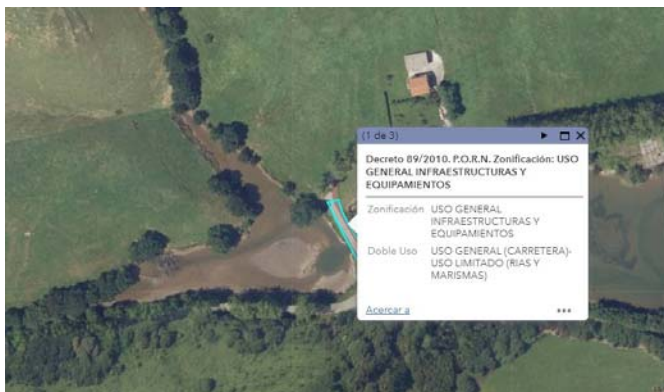 (1 de 3)
Decreto 89/2010. P.O.R.N. Zonificación: USO
GENERAL INFRAESTRUCTURAS Y
EQUIPAMIENTOS
Zonificación USO GENERAL
INFRAESTRUCTURAS Y
EQUIPAMIENTOS
Doble Uso USO GENERAL (CARRETERA)-
USO LIMITADO (RIAS Y
MARISMAS)
Acercar a